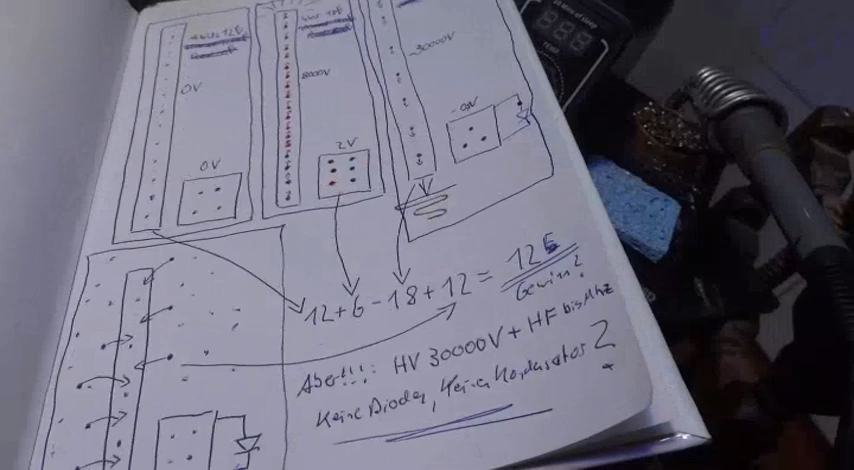 0V
0V
8000V
2V
30000V
-0V
12+6-18+12=12E
Gewinn?
Aber!!!: HV 30000V + HF bis Mhz
Keine Dioden, Keine Kondensator?